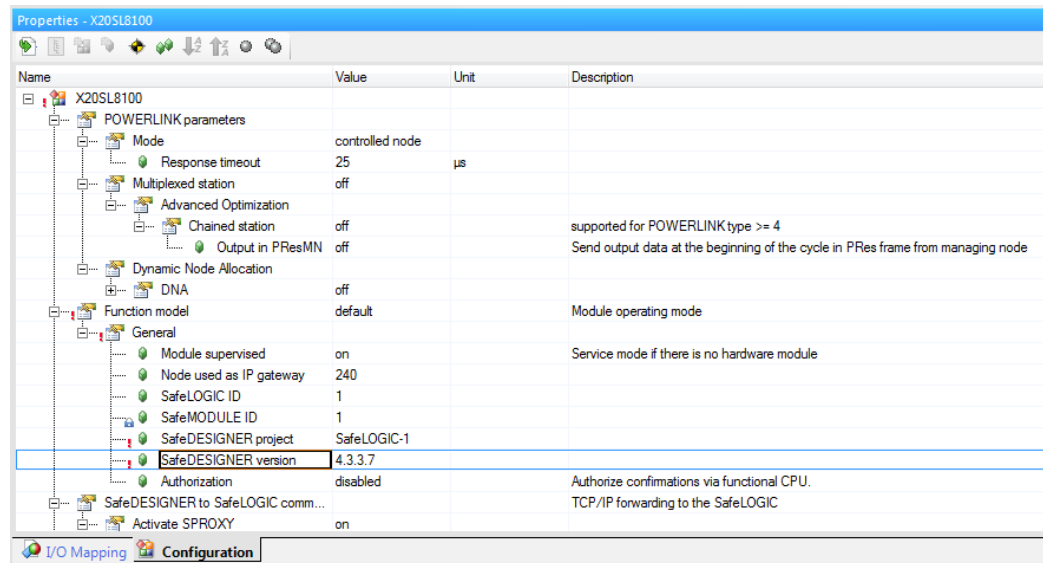 Properties - X20SL8100
Name Value Unit Description
X20SL8100
POWERLINK parameters
Mode controlled node
Response timeout 25 µs
Multiplexed station off
Advanced Optimization
Chained station off supported for POWERLINK type >= 4
Output in PResMN off Send output data at the beginning of the cycle in PRes frame from managing node
Dynamic Node Allocation
DNA off
Function model default Module operating mode
General
Module supervised on Service mode if there is no hardware module
Node used as IP gateway 240
SafeLOGIC ID 1
SafeMODULE ID 1
SafeDESIGNER project SafeLOGIC-1
SafeDESIGNER version 4.3.3.7
Authorization disabled Authorize confirmations via functional CPU.
SafeDESIGNER to SafeLOGIC comm... TCP/IP forwarding to the SafeLOGIC
Activate SPROXY on
I/O Mapping Configuration